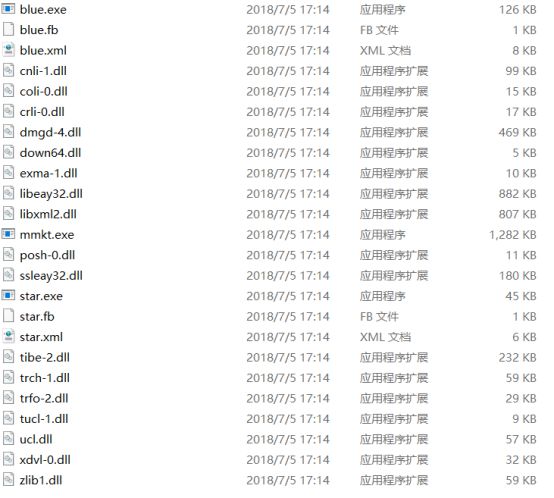 blue.exe 2018/7/5 17:14 应用程序 126 KB
blue.fb 2018/7/5 17:14 FB 文件 1 KB
blue.xml 2018/7/5 17:14 XML 文档 8 KB
cnli-1.dll 2018/7/5 17:14 应用程序扩展 99 KB
coli-0.dll 2018/7/5 17:14 应用程序扩展 15 KB
crli-0.dll 2018/7/5 17:14 应用程序扩展 17 KB
dmgd-4.dll 2018/7/5 17:14 应用程序扩展 469 KB
down64.dll 2018/7/5 17:14 应用程序扩展 5 KB
exma-1.dll 2018/7/5 17:14 应用程序扩展 10 KB
libeay32.dll 2018/7/5 17:14 应用程序扩展 882 KB
libxml2.dll 2018/7/5 17:14 应用程序扩展 807 KB
mmkt.exe 2018/7/5 17:14 应用程序 1,282 KB
posh-0.dll 2018/7/5 17:14 应用程序扩展 11 KB
ssleay32.dll 2018/7/5 17:14 应用程序扩展 180 KB
star.exe 2018/7/5 17:14 应用程序 45 KB
star.fb 2018/7/5 17:14 FB 文件 1 KB
star.xml 2018/7/5 17:14 XML 文档 6 KB
tibe-2.dll 2018/7/5 17:14 应用程序扩展 232 KB
trch-1.dll 2018/7/5 17:14 应用程序扩展 59 KB
trfo-2.dll 2018/7/5 17:14 应用程序扩展 29 KB
tucl-1.dll 2018/7/5 17:14 应用程序扩展 9 KB
ucl.dll 2018/7/5 17:14 应用程序扩展 57 KB
xdvl-0.dll 2018/7/5 17:14 应用程序扩展 32 KB
zlib1.dll 2018/7/5 17:14 应用程序扩展 59 KB